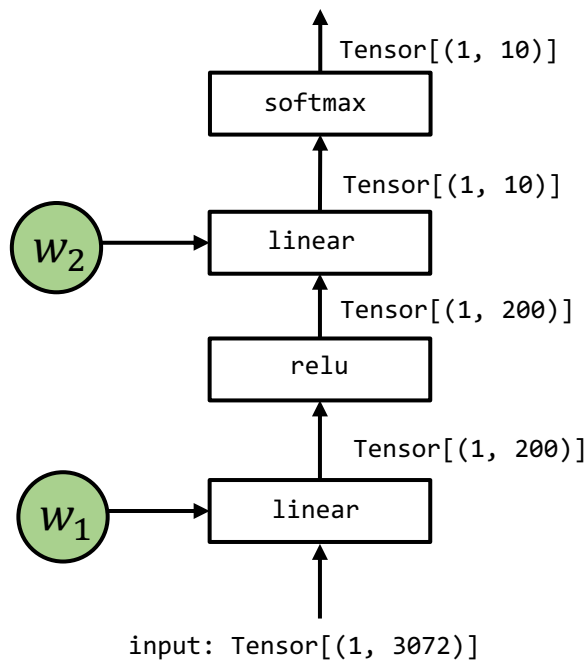 Tensor[(1, 10)]
softmax
Tensor[(1, 10)]
w₂
linear
Tensor[(1, 200)]
relu
Tensor[(1, 200)]
w₁
linear
input: Tensor[(1, 3072)]